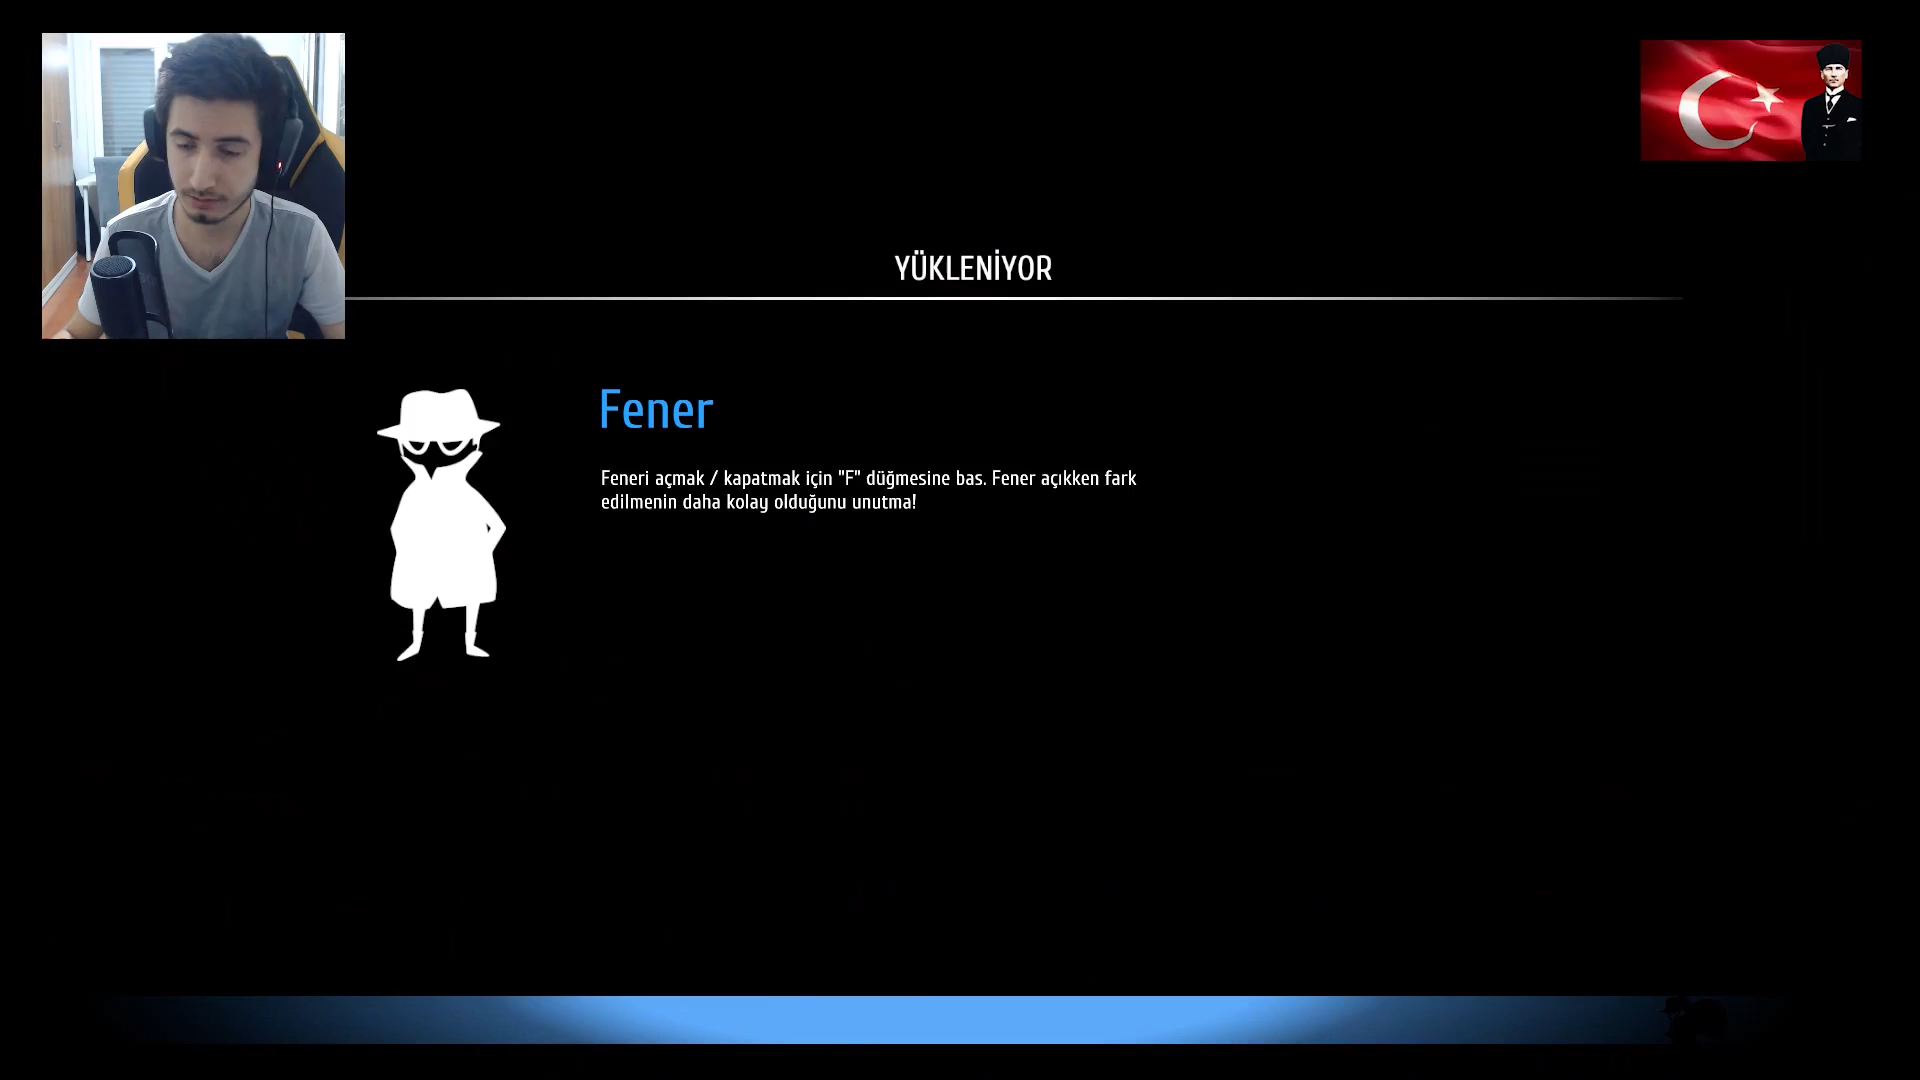 YÜKLENİYOR
Fener
Feneri açmak / kapatmak için "F" düğmesine bas. Fener açıkken fark
edilmenin daha kolay olduğunu unutma!